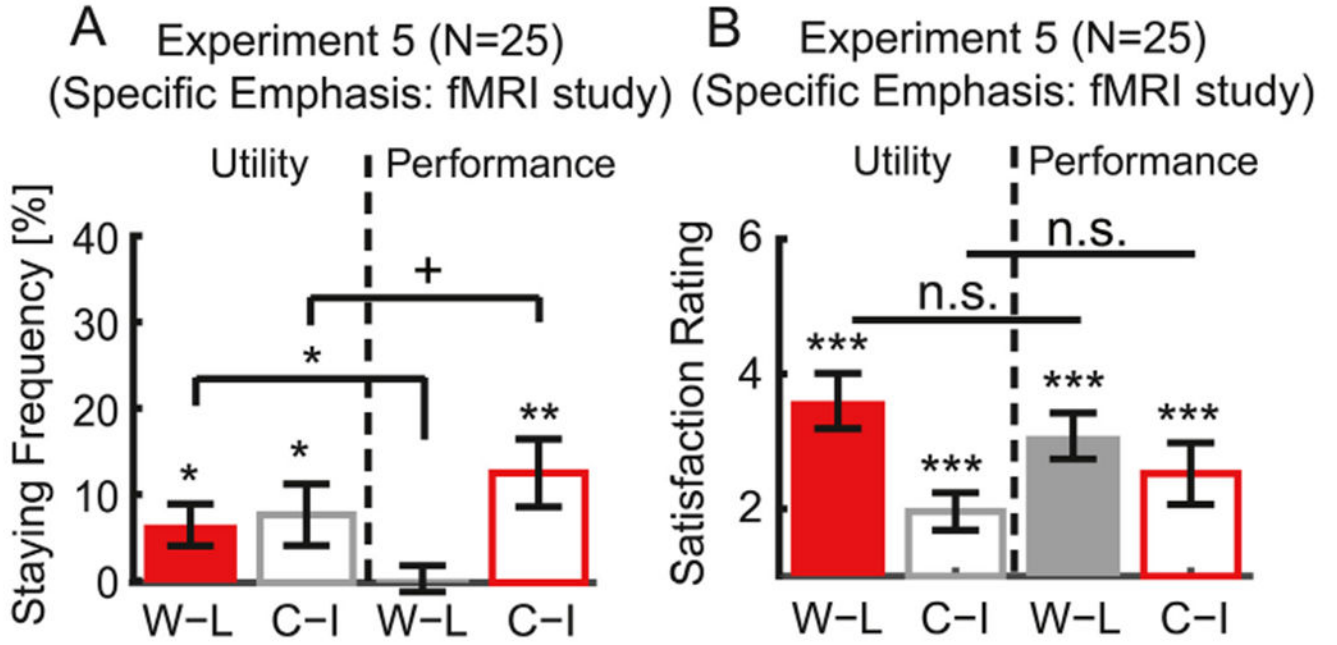 A
Experiment 5 (N=25)
(Specific Emphasis: fMRI study)
Utility
Performance
Staying Frequency [%]
40
30
20
10
0
+
*
*
*
**
W–L
C–I
W–L
C–I
B
Experiment 5 (N=25)
(Specific Emphasis: fMRI study)
Utility
Performance
Satisfaction Rating
6
4
2
n.s.
n.s.
***
***
***
***
W–L
C–I
W–L
C–I